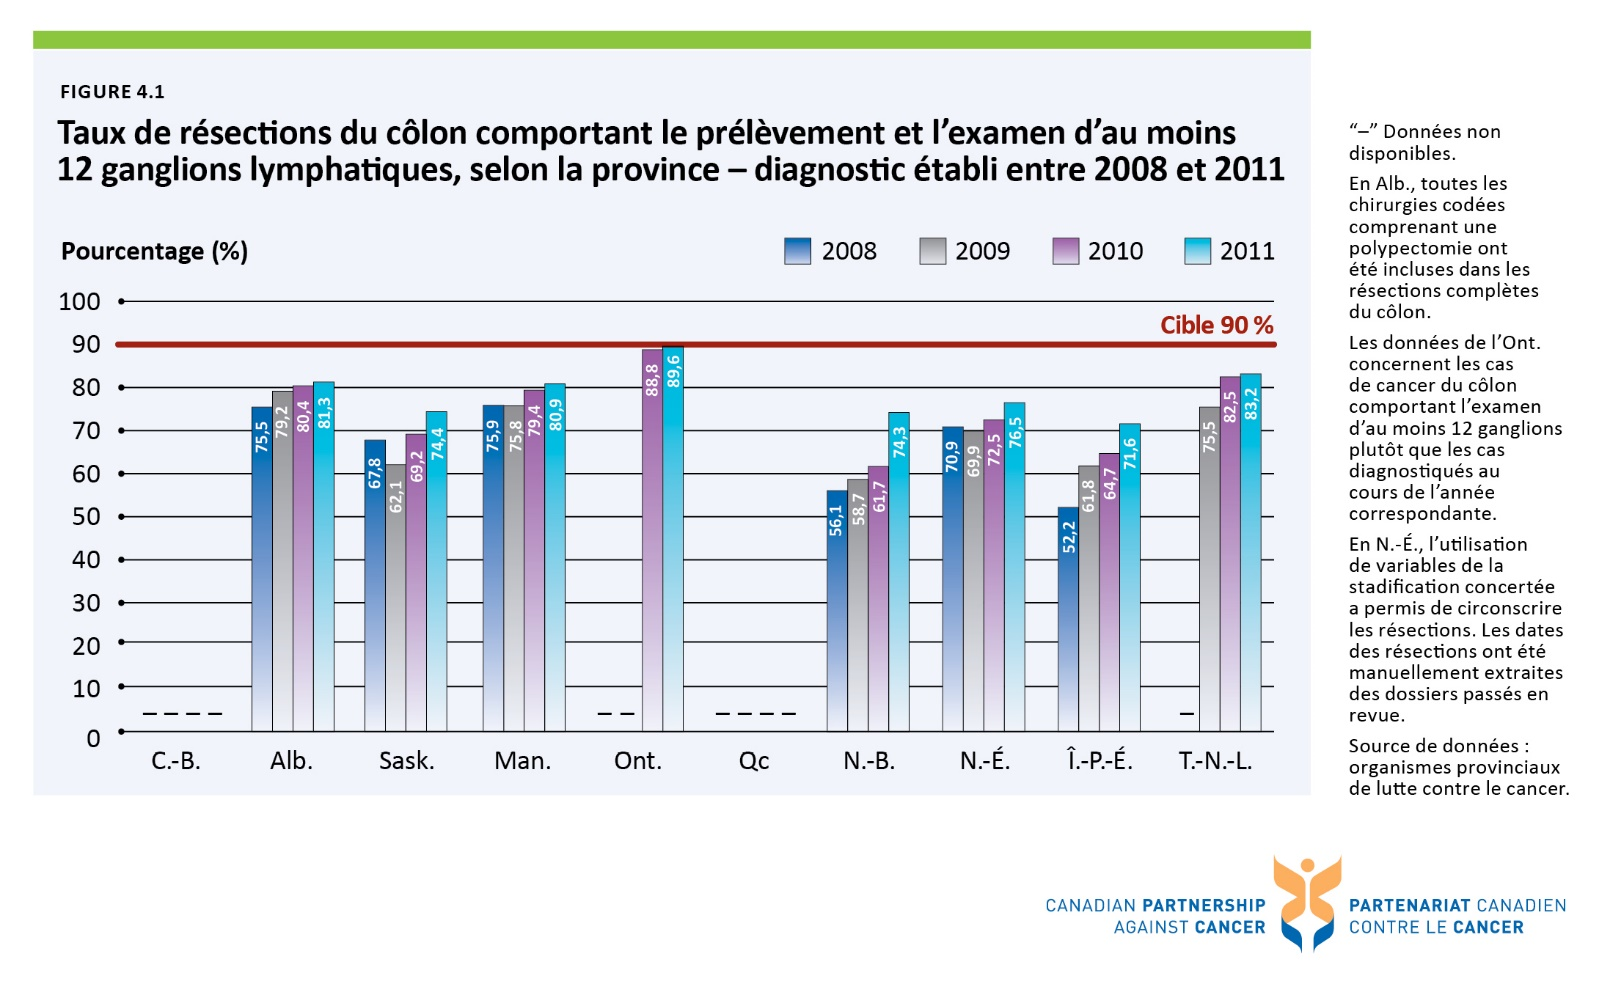 FIGURE 4.1
Taux de résections du côlon comportant le prélèvement et l’examen d’au moins
12 ganglions lymphatiques, selon la province – diagnostic établi entre 2008 et 2011
Pourcentage (%)
2008 2009 2010 2011
100
Cible 90 %
90
80
70
60
50
40
30
20
10
0
75,5 79,2 80,4 81,3
67,8 62,1 69,2 74,4
75,9 75,8 79,4 80,9
– – 88,8 89,6
56,1 58,7 61,7 74,3
70,9 69,9 72,5 76,5
52,2 61,8 64,7 71,6
– 75,5 82,5 83,2
– – – –
– – – –
C.-B. Alb. Sask. Man. Ont. Qc N.-B. N.-É. Î.-P.-É. T.-N.-L.
“–” Données non
disponibles.
En Alb., toutes les
chirurgies codées
comprenant une
polypectomie ont
été incluses dans les
résections complètes
du côlon.
Les données de l’Ont.
concernent les cas
de cancer du côlon
comportant l’examen
d’au moins 12 ganglions
plutôt que les cas
diagnostiqués au
cours de l’année
correspondante.
En N.-É., l’utilisation
de variables de la
stadification concertée
a permis de circonscrire
les résections. Les dates
des résections ont été
manuellement extraites
des dossiers passés en
revue.
Source de données :
organismes provinciaux
de lutte contre le cancer.
CANADIAN PARTNERSHIP
AGAINST CANCER
PARTENARIAT CANADIEN
CONTRE LE CANCER